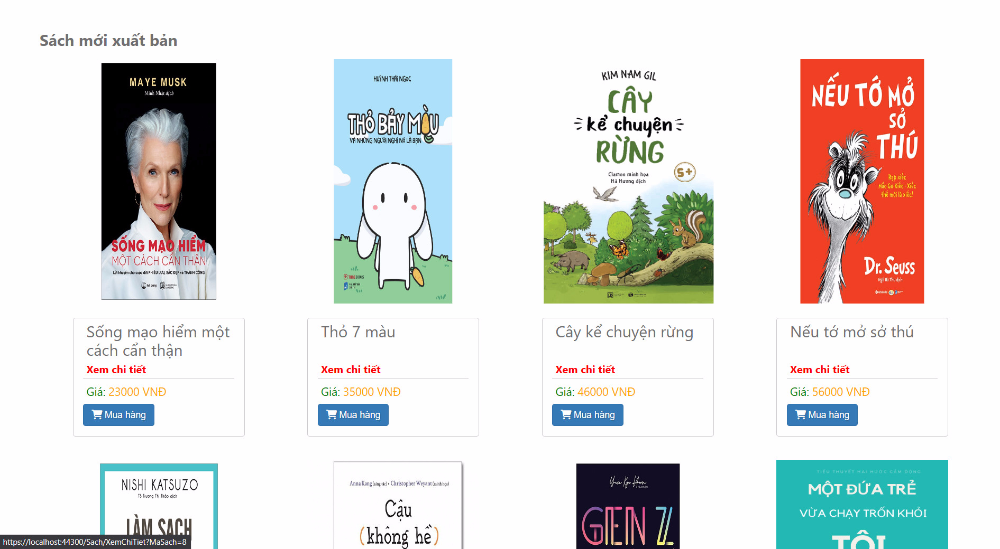 Sách mới xuất bản
MAYE MUSK
Minh Nhật dịch
SỐNG MẠO HIỂM
MỘT CÁCH CẨN THẬN
Lời khuyên cho cuộc đời PHIÊU LƯU, SẮC ĐẸP và THÀNH CÔNG
HUỲNH THÁI NGỌC
THỎ BẢY MÀU
VÀ NHỮNG NGƯỜI NGHĨ NÓ LÀ BẠN
TIMEBOOKS
KIM NAM GIL
CÂY
kể chuyện
RỪNG
5+
Clamon minh họa
Hà Hương dịch
NẾU TỚ MỞ
SỞ
THÚ
Rạp xiếc
Mắc-Gu-Kiếc - Xiếc
thế mới là xiếc!
Dr. Seuss
Ngô Hà Thu dịch
Sống mạo hiểm một
cách cẩn thận
Xem chi tiết
Giá: 23000 VNĐ
Mua hàng
Thỏ 7 màu
Xem chi tiết
Giá: 35000 VNĐ
Mua hàng
Cây kể chuyện rừng
Xem chi tiết
Giá: 46000 VNĐ
Mua hàng
Nếu tớ mở sở thú
Xem chi tiết
Giá: 56000 VNĐ
Mua hàng
NISHI KATSUZO
Tô Trương Thị Thảo dịch
LÀM SẠCH
Anna Kang (sáng tác) • Christopher Weyant (minh họa)
Cậu
(không hề)
GEN Z
TIỂU THUYẾT HÀI HƯỚC CẢM ĐỘNG
MỘT ĐỨA TRẺ
VỪA CHẠY TRỐN KHỎI
TÔI
https://localhost:44300/Sach/XemChiTiet?MaSach=8